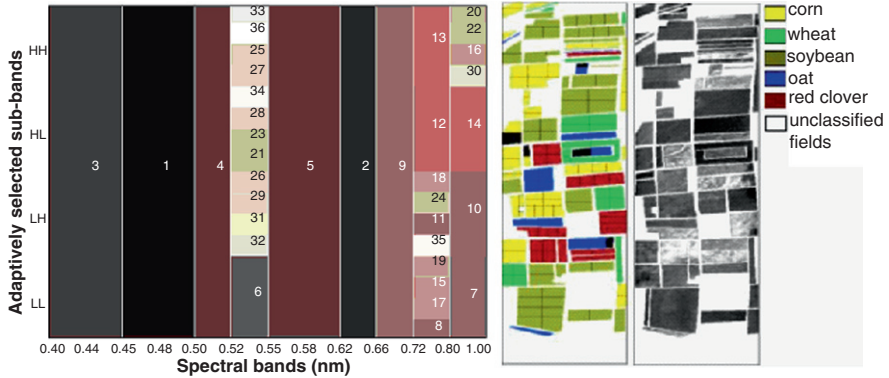 Adaptively selected sub-bands
HH
HL
LH
LL
3
1
4
33
36
25
27
34
28
23
21
26
29
31
32
6
5
2
9
13
12
18
24
11
35
19
15
17
8
20
22
16
30
14
10
7
0.40 0.44 0.45 0.48 0.50 0.52 0.55 0.58 0.62 0.66 0.72 0.80 1.00
Spectral bands (nm)
corn
wheat
soybean
oat
red clover
unclassified
fields